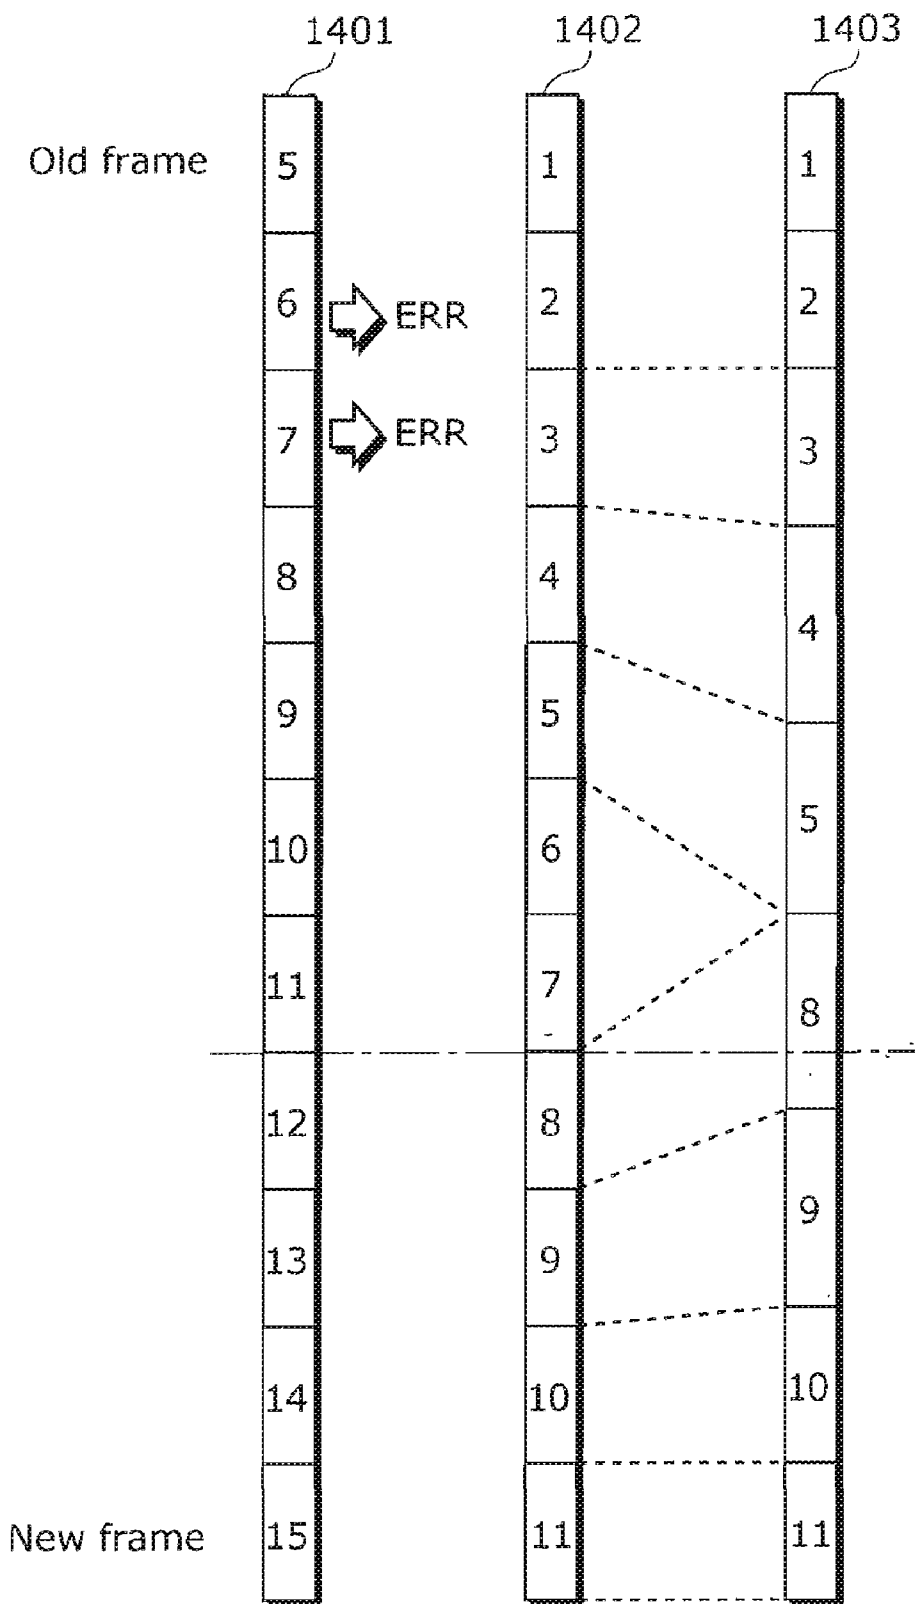 1401 1402 1403
Old frame 5 1 1
6 ERR 2 2
7 ERR 3 3
8 4 4
9 5 5
10 6
11 7 8
12 8
13 9 9
14 10 10
New frame 15 11 11